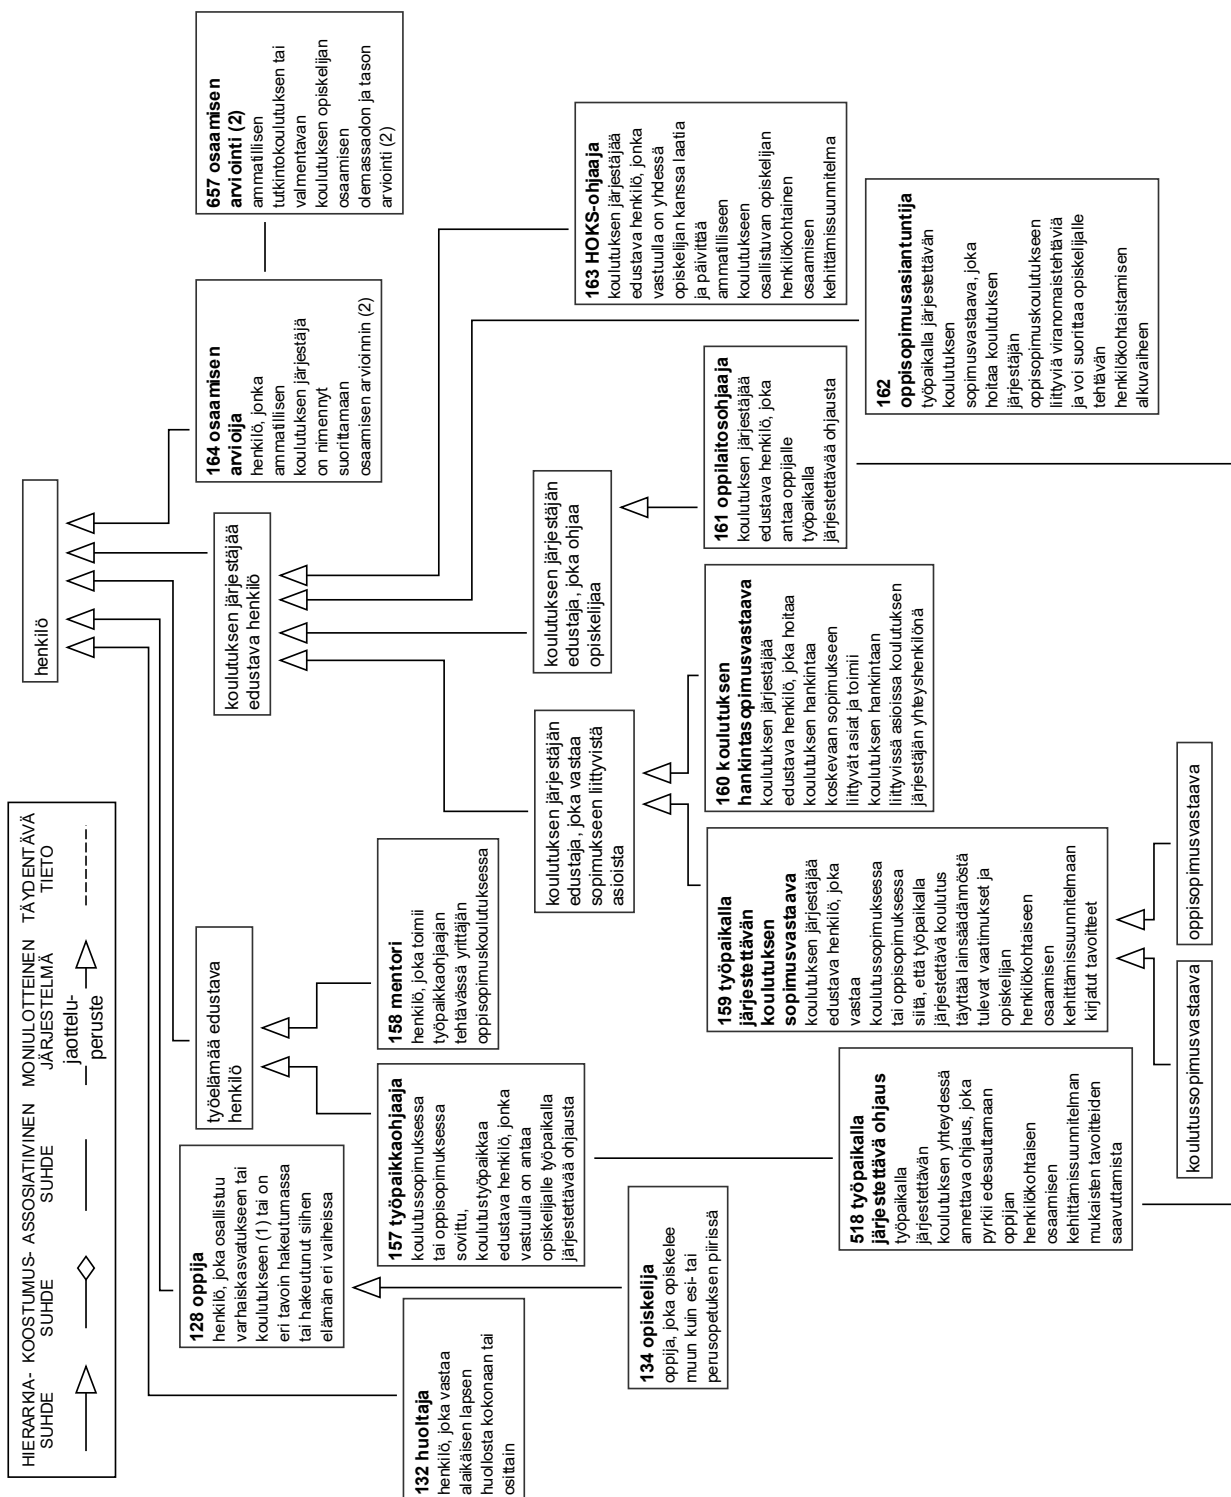 HIERARKIA-
SUHDE
KOOSTUMUS-
SUHDE
ASSOSIATIIVINEN
SUHDE
MONIULOTTEINEN
JÄRJESTELMÄ
jaottelu-
peruste
TÄYDENTÄVÄ
TIETO
henkilö
132 huoltaja
henkilö, joka vastaa
alaikäisen lapsen
huollosta kokonaan tai
osittain
128 oppija
henkilö, joka osallistuu
varhaiskasvatukseen tai
koulutukseen (1) tai on
eri tavoin hakeutumassa
tai hakeutunut siihen
elämän eri vaiheissa
134 opiskelija
oppija, joka opiskelee
muun kuin esi- tai
perusopetuksen piirissä
työelämää edustava
henkilö
157 työpaikkaohjaaja
koulutussopimuksessa
tai oppisopimuksessa
sovittu,
koulutustyöpaikkaa
edustava henkilö, jonka
vastuulla on antaa
opiskelijalle työpaikalla
järjestettävää ohjausta
158 mentori
henkilö, joka toimii
työpaikkaohjaajan
tehtävässä yrittäjän
oppisopimuskoulutuksessa
518 työpaikalla
järjestettävä ohjaus
työpaikalla
järjestettävän
koulutuksen yhteydessä
annettava ohjaus, joka
pyrkii edesauttamaan
oppijan
henkilökohtaisen
osaamisen
kehittämissuunnitelman
mukaisten tavoitteiden
saavuttamista
koulutuksen järjestäjää
edustava henkilö
koulutuksen järjestäjän
edustaja, joka vastaa
sopimukseen liittyvistä
asioista
159 työpaikalla
järjestettävän
koulutuksen
sopimusvastaava
koulutuksen järjestäjää
edustava henkilö, joka
vastaa
koulutussopimuksessa
tai oppisopimuksessa
siitä, että työpaikalla
järjestettävä koulutus
täyttää lainsäädännöstä
tulevat vaatimukset ja
opiskelijan
henkilökohtaiseen
osaamisen
kehittämissuunnitelmaan
kirjatut tavoitteet
koulutussopimusvastaava
oppisopimusvastaava
160 koulutuksen
hankintasopimusvastaava
koulutuksen järjestäjää
edustava henkilö, joka hoitaa
koulutuksen hankintaa
koskevaan sopimukseen
liittyvät asiat ja toimii
koulutuksen hankintaan
liittyvissä asioissa koulutuksen
järjestäjän yhteyshenkilönä
koulutuksen järjestäjän
edustaja, joka ohjaa
opiskelijaa
161 oppilaitosohjaaja
koulutuksen järjestäjää
edustava henkilö, joka
antaa oppijalle
työpaikalla
järjestettävää ohjausta
162
oppisopimusasiantuntija
työpaikalla järjestettävän
koulutuksen
sopimusvastaava, joka
hoitaa koulutuksen
järjestäjän
oppisopimuskoulutukseen
liittyviä viranomaistehtäviä
ja voi suorittaa opiskelijalle
tehtävän
henkilökohtaistamisen
alkuvaiheen
163 HOKS-ohjaaja
koulutuksen järjestäjää
edustava henkilö, jonka
vastuulla on yhdessä
opiskelijan kanssa laatia
ja päivittää
ammatilliseen
koulutukseen
osallistuvan opiskelijan
henkilökohtainen
osaamisen
kehittämissuunnitelma
164 osaamisen
arvioija
henkilö, jonka
ammatillisen
koulutuksen järjestäjä
on nimennyt
suorittamaan
osaamisen arvioinnin (2)
657 osaamisen
arviointi (2)
ammatillisen
tutkintokoulutuksen tai
valmentavan
koulutuksen opiskelijan
osaamisen
olemassaolon ja tason
arviointi (2)